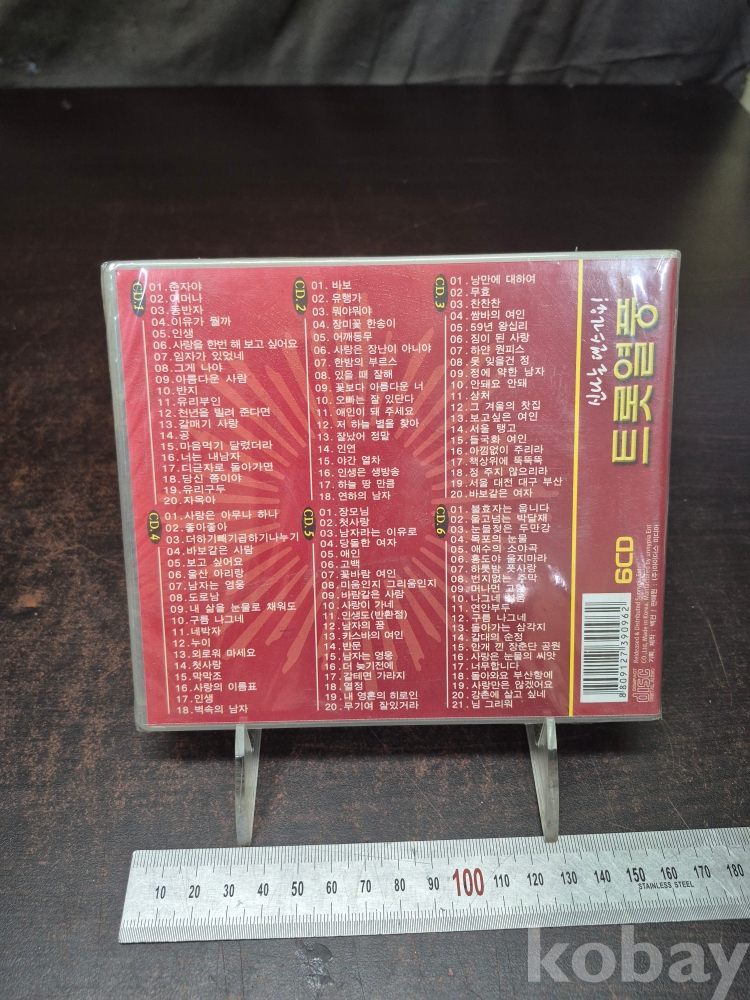 CD.1
01.춘자야
02.어머나
03.동반자
04.이유가 뭘까
05.인생
06.사랑을 한번 해 보고 싶어요
07.임자가 있었네
08.그게 나야
09.아름다운 사람
10.반지
11.유리부인
12.천년을 빌려 준다면
13.갈매기 사랑
14.공
15.마음먹기 달렸더라
16.너는 내남자
17.디귿자로 돌아가면
18.당신 쯤이야
19.유리구두
20.자옥아
CD.2
01.바보
02.유행가
03.뭐야뭐야
04.장미꽃 한송이
05.어깨동무
06.사랑은 장난이 아니야
07.한밤의 부르스
08.있을 때 잘해
09.꽃보다 아름다운 너
10.오빠는 잘 있단다
11.애인이 돼 주세요
12.저 하늘 별을 찾아
13.잘났어 정말
14.인연
15.야간 열차
16.인생은 생방송
17.하늘 땅 만큼
18.연하의 남자
CD.3
01.낭만에 대하여
02.무효
03.찬찬찬
04.쌈바의 여인
05.59년 왕십리
06.짐이 된 사랑
07.하얀 원피스
08.못 잊을건 정
09.정에 약한 남자
10.안돼요 안돼
11.상처
12.그 겨울의 찻집
13.보고싶은 여인
14.서울 탱고
15.들국화 여인
16.아낌없이 주리라
17.책상위에 뚝뚝뚝
18.정 주지 않으리라
19.서울 대전 대구 부산
20.바보같은 여자
CD.4
01.사랑은 아무나 하나
02.좋아좋아
03.더하기빼기곱하기나누기
04.바보같은 사람
05.보고 싶어요
06.울산 아리랑
07.남자는 영웅
08.도로남
09.내 삶을 눈물로 채워도
10.구름 나그네
11.네박자
12.누이
13.외로워 마세요
14.첫사랑
15.막막조
16.사랑의 이름표
17.인생
18.벽속의 남자
CD.5
01.장모님
02.첫사랑
03.남자라는 이유로
04.당돌한 여자
05.애인
06.고백
07.꽃바람 여인
08.미움인지 그리움인지
09.바람같은 사람
10.사랑이 가네
11.인생도(반환점)
12.남자의 꿈
13.카스바의 여인
14.반문
15.남자는 영웅
16.더 늦기전에
17.갈테면 가라지
18.열정
19.내 영혼의 히로인
20.무기여 잘있거라
CD.6
01.불효자는 웁니다
02.울고넘는 박달재
03.눈물젖은 두만강
04.목포의 눈물
05.애수의 소야곡
06.홍도야 울지마라
07.하룻밤 풋사랑
08.번지없는 주막
09.머나먼 고향
10.나그네 설움
11.연안부두
12.구름 나그네
13.돌아가는 삼각지
14.갈대의 순정
15.안개 낀 장춘단 공원
16.사랑은 눈물의 씨앗
17.너무합니다
18.돌아와요 부산항에
19.사랑만은 않겠어요
20.강촌에 살고 싶네
21.님 그리워
신나는 댄스가요!
트롯열풍
6CD
8 809127 390962
COMPACT
disc
10 20 30 40 50 60 70 80 90 100 110 120 130 140 150 160 170 180
STAINLESS STEEL
kobay